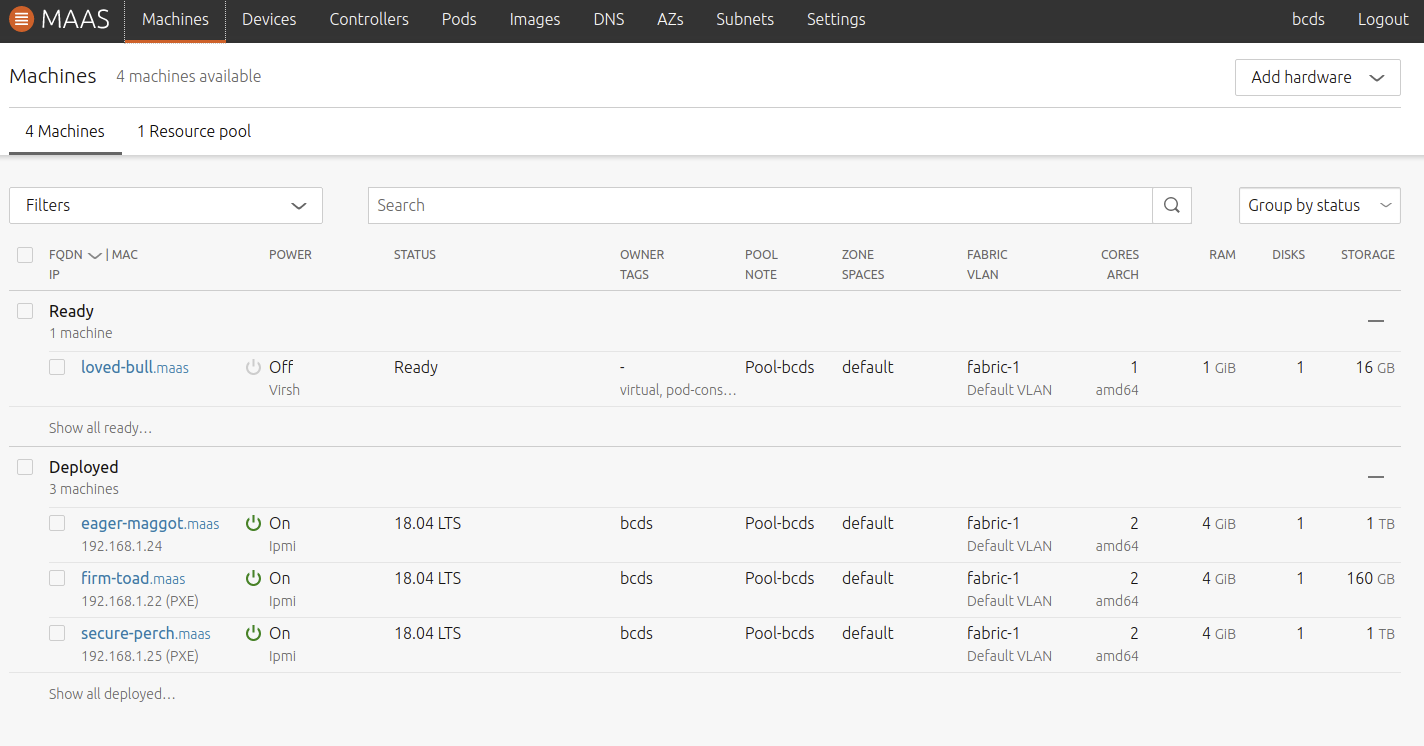 MAAS Machines Devices Controllers Pods Images DNS AZs Subnets Settings bcds Logout
Machines 4 machines available Add hardware
4 Machines 1 Resource pool
Filters Search Group by status
FQDN | MAC POWER STATUS OWNER POOL ZONE FABRIC CORES RAM DISKS STORAGE
IP TAGS NOTE SPACES VLAN ARCH
Ready
1 machine
loved-bull.maas Off Ready - Pool-bcds default fabric-1 1 1 GiB 1 16 GB
Virsh virtual, pod-cons... Default VLAN amd64
Show all ready...
Deployed
3 machines
eager-maggot.maas On 18.04 LTS bcds Pool-bcds default fabric-1 2 4 GiB 1 1 TB
192.168.1.24 Ipmi Default VLAN amd64
firm-toad.maas On 18.04 LTS bcds Pool-bcds default fabric-1 2 4 GiB 1 160 GB
192.168.1.22 (PXE) Ipmi Default VLAN amd64
secure-perch.maas On 18.04 LTS bcds Pool-bcds default fabric-1 2 4 GiB 1 1 TB
192.168.1.25 (PXE) Ipmi Default VLAN amd64
Show all deployed...